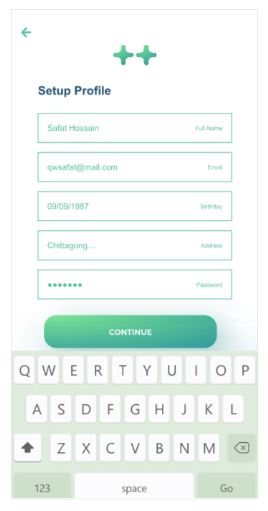 Setup Profile
Safat Hossain Full Name
qwsafat@mail.com Email
09/09/1987 Birthday
Chittagong... Address
●●●●●●● Password
CONTINUE
Q W E R T Y U I O P
A S D F G H J K L
Z X C V B N M
123 space Go